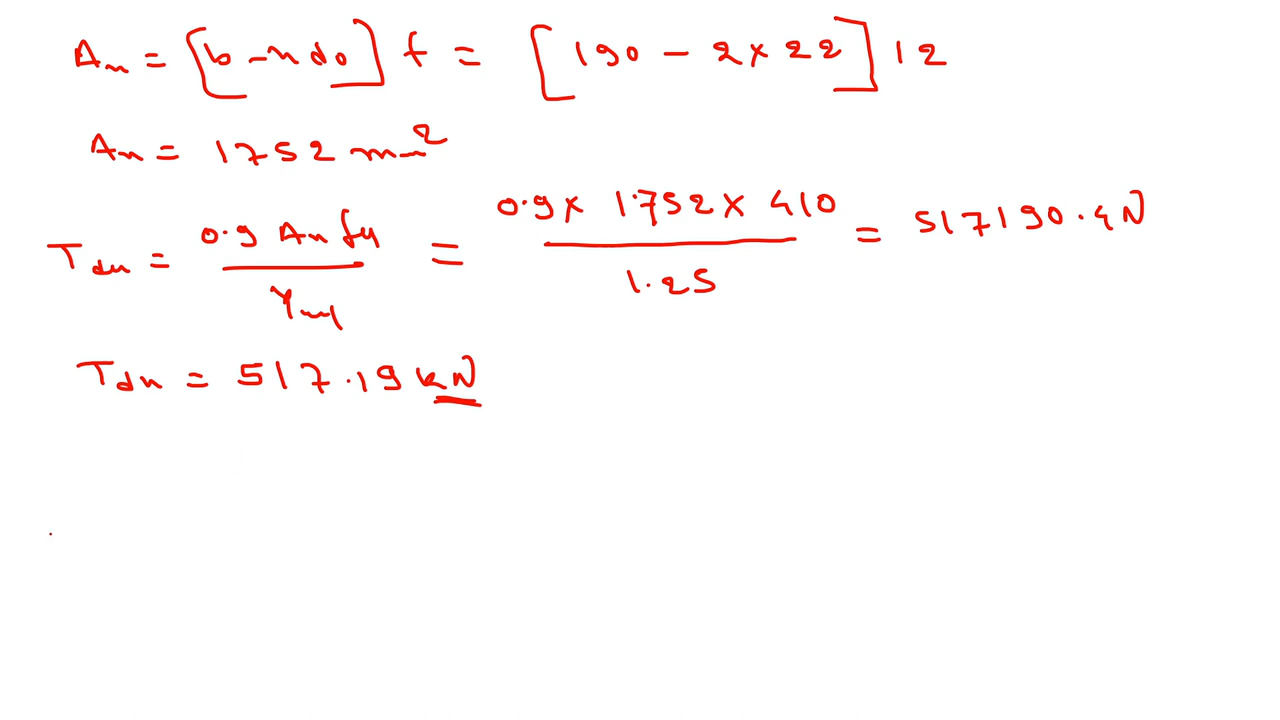 An = [b - n do] t = [190 - 2 x 22] 12
An = 1752 mm²
Tdn = 0.9 An fu / γm1 = 0.9 x 1752 x 410 / 1.25 = 517190.4 N
Tdn = 517.19 kN